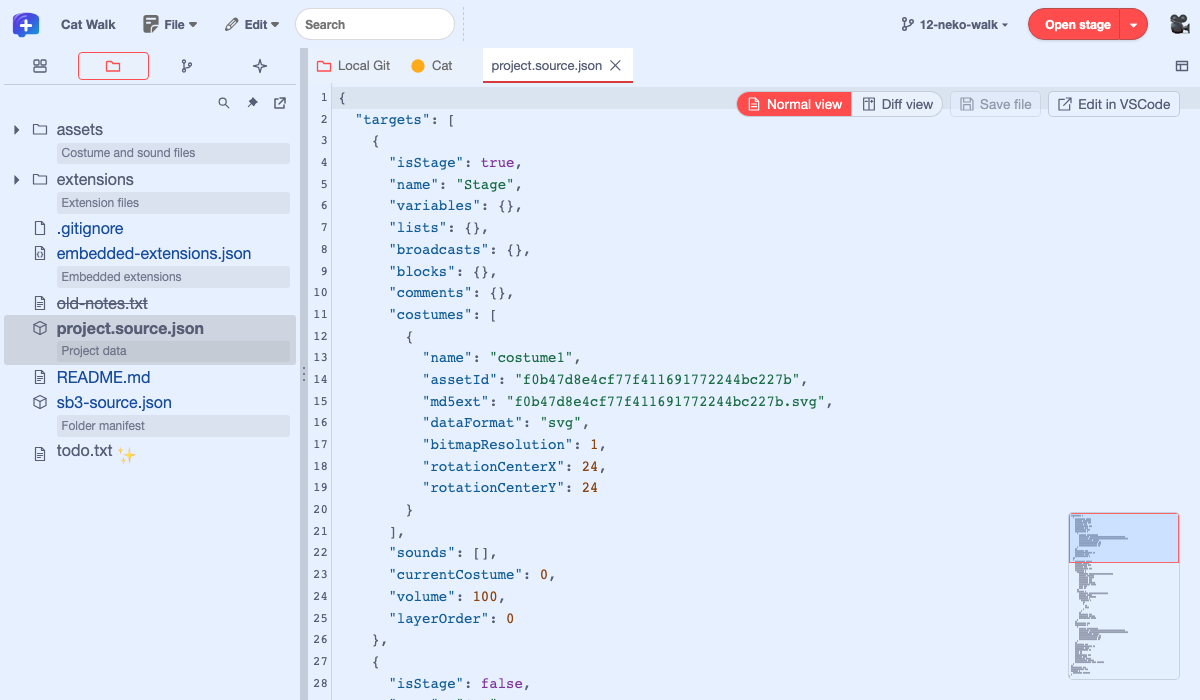 Cat Walk
File
Edit
Search
12-neko-walk
Open stage
Local Git
Cat
project.source.json
Normal view
Diff view
Save file
Edit in VSCode
assets
Costume and sound files
extensions
Extension files
.gitignore
embedded-extensions.json
Embedded extensions
old-notes.txt
project.source.json
Project data
README.md
sb3-source.json
Folder manifest
todo.txt ✨
1 {
2 "targets": [
3 {
4 "isStage": true,
5 "name": "Stage",
6 "variables": {},
7 "lists": {},
8 "broadcasts": {},
9 "blocks": {},
10 "comments": {},
11 "costumes": [
12 {
13 "name": "costume1",
14 "assetId": "f0b47d8e4cf77f411691772244bc227b",
15 "md5ext": "f0b47d8e4cf77f411691772244bc227b.svg",
16 "dataFormat": "svg",
17 "bitmapResolution": 1,
18 "rotationCenterX": 24,
19 "rotationCenterY": 24
20 }
21 ],
22 "sounds": [],
23 "currentCostume": 0,
24 "volume": 100,
25 "layerOrder": 0
26 },
27 {
28 "isStage": false,